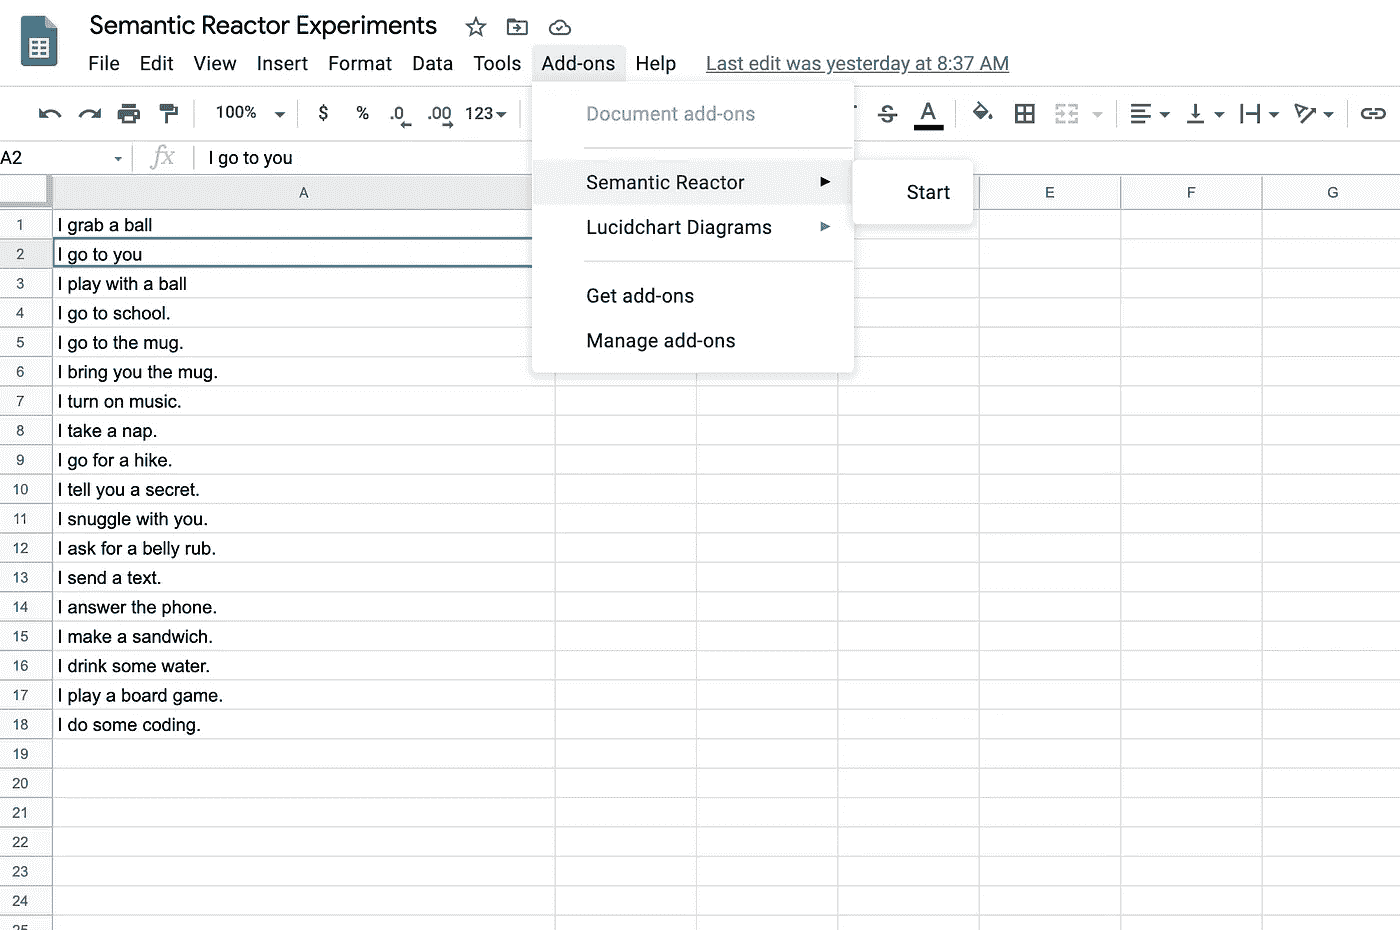 Semantic Reactor Experiments
File Edit View Insert Format Data Tools Add-ons Help Last edit was yesterday at 8:37 AM
100% $ % .0 .00 123 S A
Document add-ons
A2 fx I go to you
Semantic Reactor Start
Lucidchart Diagrams
Get add-ons
Manage add-ons
A E F G
1 I grab a ball
2 I go to you
3 I play with a ball
4 I go to school.
5 I go to the mug.
6 I bring you the mug.
7 I turn on music.
8 I take a nap.
9 I go for a hike.
10 I tell you a secret.
11 I snuggle with you.
12 I ask for a belly rub.
13 I send a text.
14 I answer the phone.
15 I make a sandwich.
16 I drink some water.
17 I play a board game.
18 I do some coding.
19
20
21
22
23
24
25